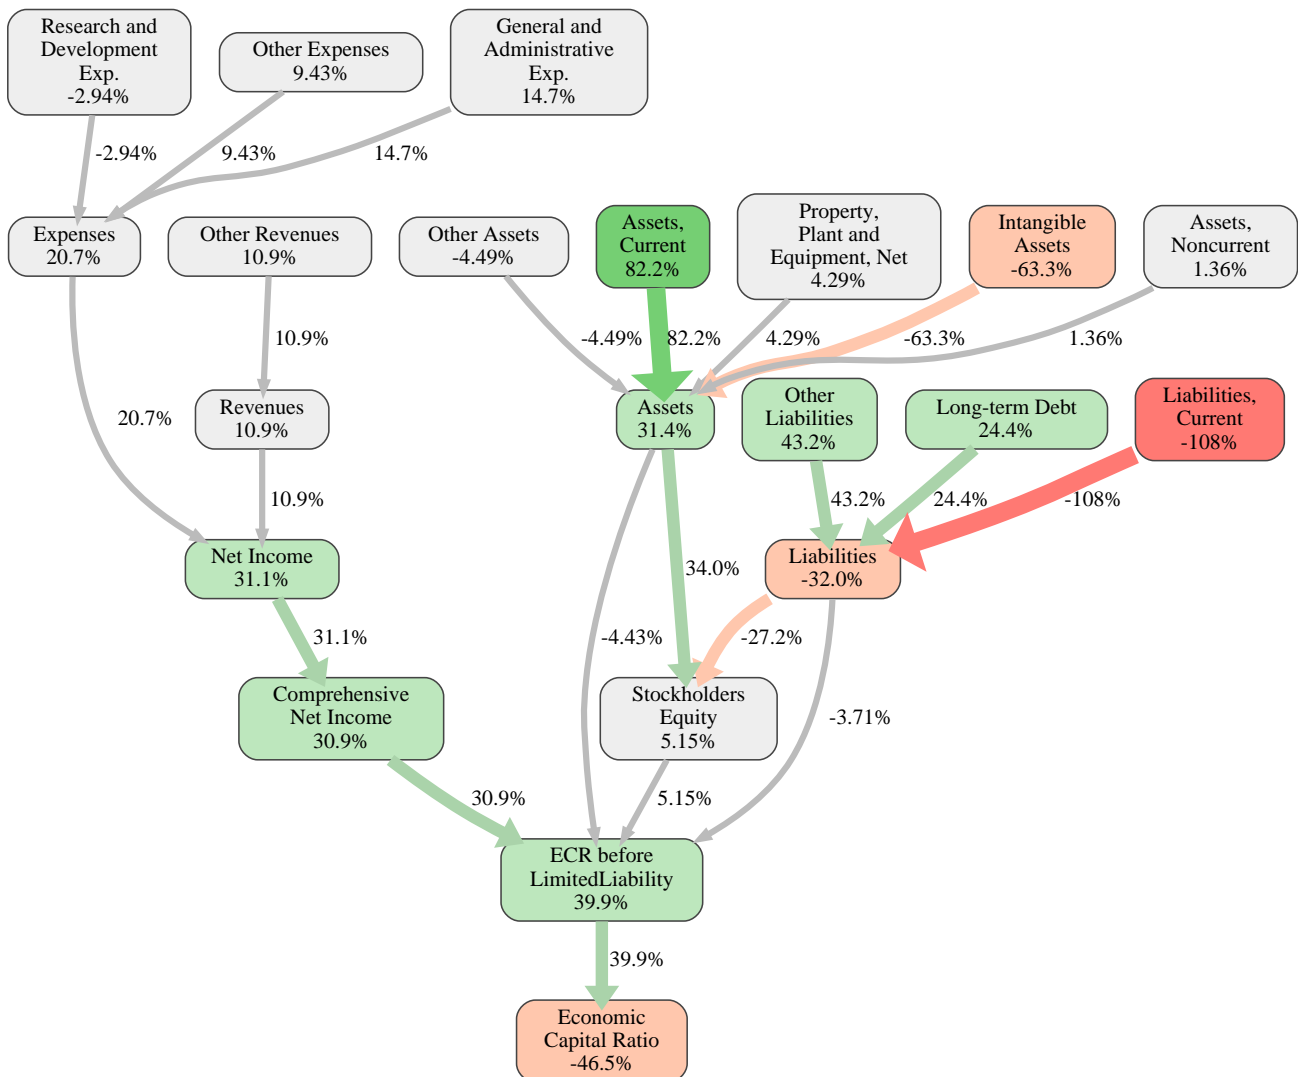 Research and
Development
Exp.
-2.94%
Other Expenses
9.43%
General and
Administrative
Exp.
14.7%
-2.94%
9.43%
14.7%
Expenses
20.7%
Other Revenues
10.9%
Other Assets
-4.49%
Assets,
Current
82.2%
Property,
Plant and
Equipment, Net
4.29%
Intangible
Assets
-63.3%
Assets,
Noncurrent
1.36%
10.9%
-4.49%
82.2%
4.29%
-63.3%
1.36%
20.7%
Revenues
10.9%
Assets
31.4%
Other
Liabilities
43.2%
Long-term Debt
24.4%
Liabilities,
Current
-108%
10.9%
43.2%
24.4%
-108%
Net Income
31.1%
34.0%
Liabilities
-32.0%
31.1%
-4.43%
-27.2%
Comprehensive
Net Income
30.9%
Stockholders
Equity
5.15%
-3.71%
30.9%
5.15%
ECR before
LimitedLiability
39.9%
39.9%
Economic
Capital Ratio
-46.5%